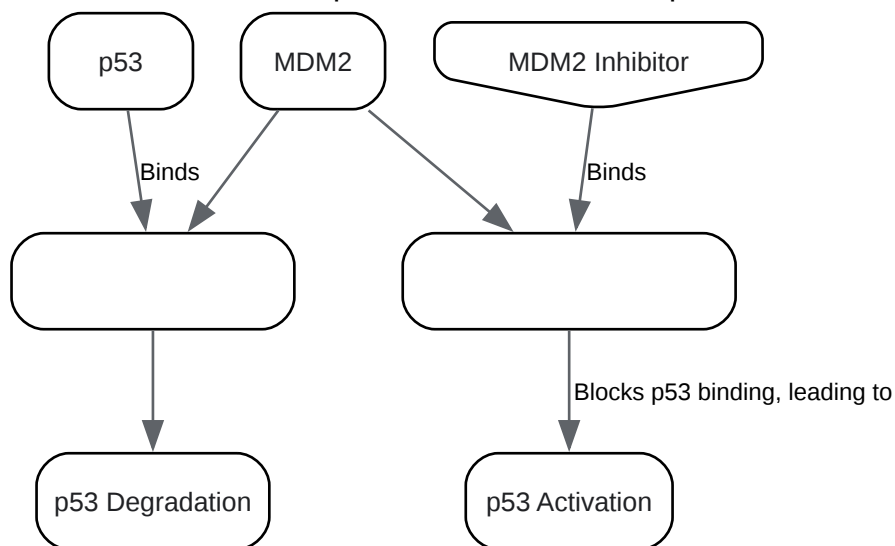 p53
MDM2
MDM2 Inhibitor
Binds
Binds
Blocks p53 binding, leading to
p53 Degradation
p53 Activation